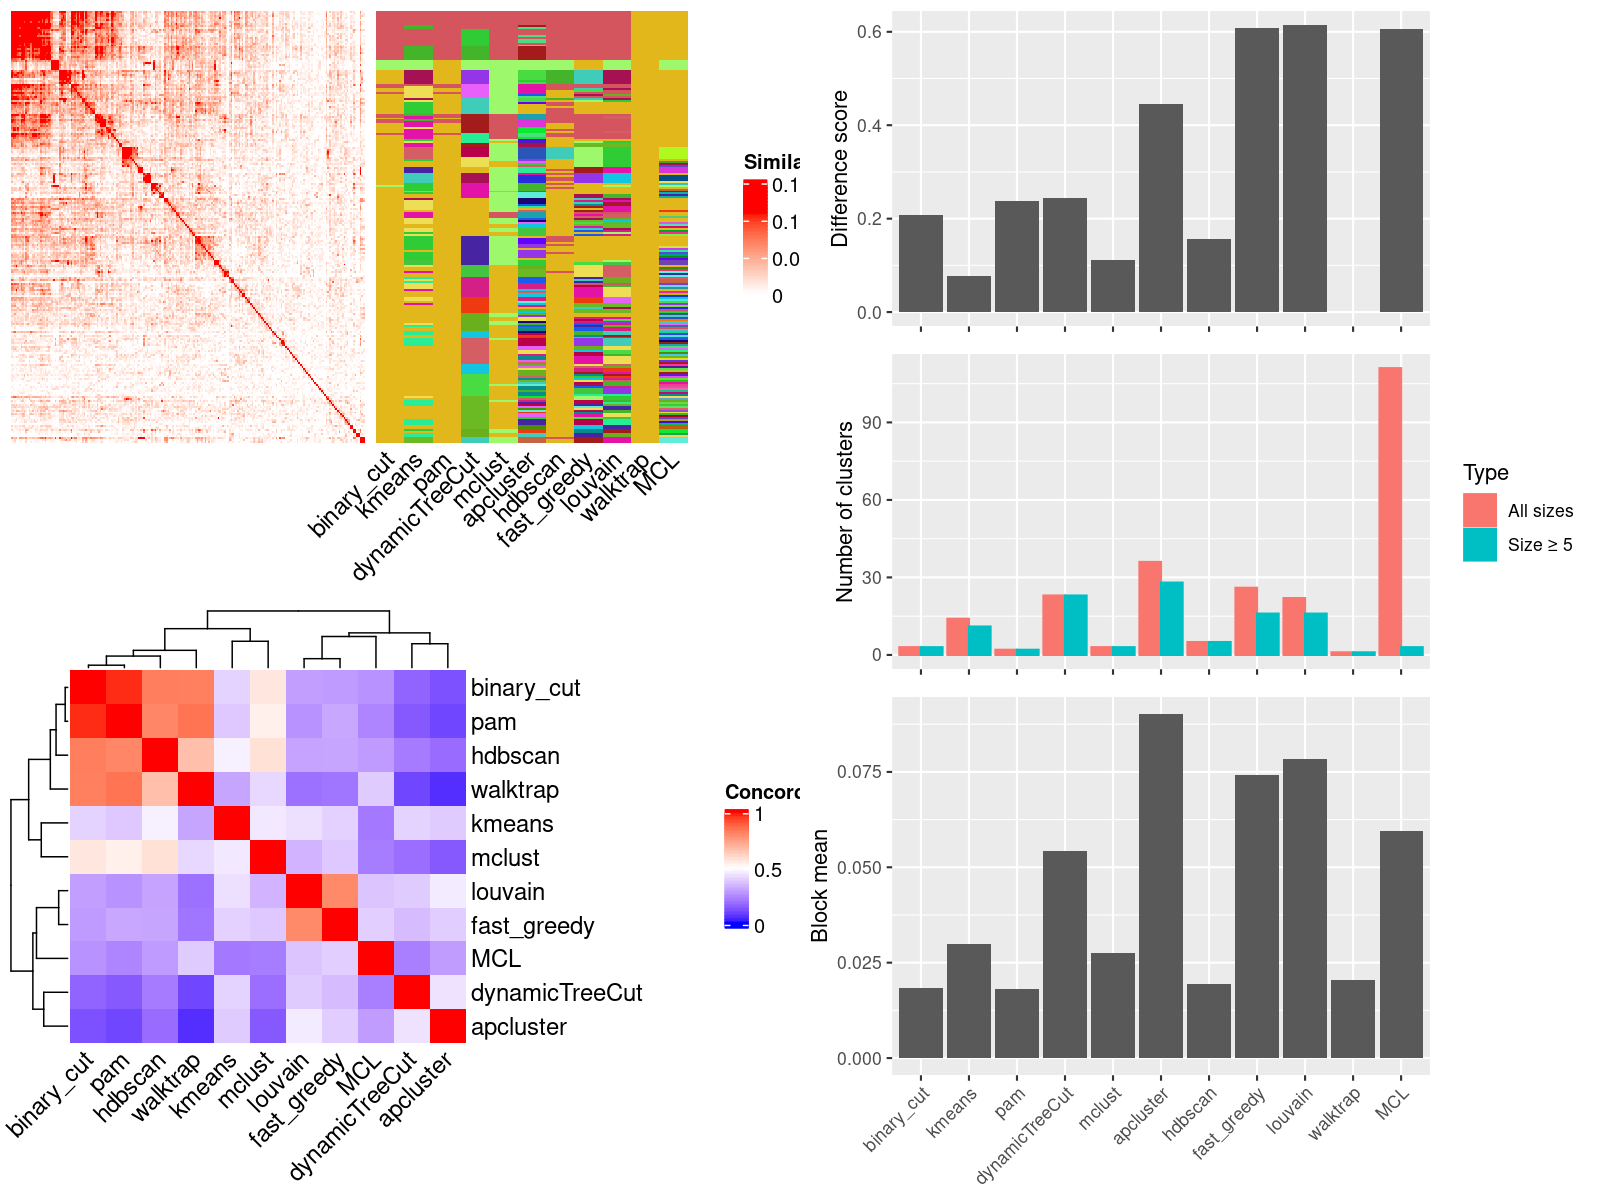 Simila
0.1
0.1
0.0
0
binary_cut
kmeans
pam
dynamicTreeCut
mclust
apcluster
hdbscan
fast_greedy
louvain
walktrap
MCL
binary_cut
pam
hdbscan
walktrap
kmeans
mclust
louvain
fast_greedy
MCL
dynamicTreeCut
apcluster
binary_cut
pam
hdbscan
walktrap
kmeans
mclust
louvain
fast_greedy
MCL
dynamicTreeCut
apcluster
Concord
1
0.5
0
Difference score
0.6
0.4
0.2
0.0
Number of clusters
90
60
30
0
Type
All sizes
Size ≥ 5
Block mean
0.075
0.050
0.025
0.000
binary_cut
kmeans
pam
dynamicTreeCut
mclust
apcluster
hdbscan
fast_greedy
louvain
walktrap
MCL